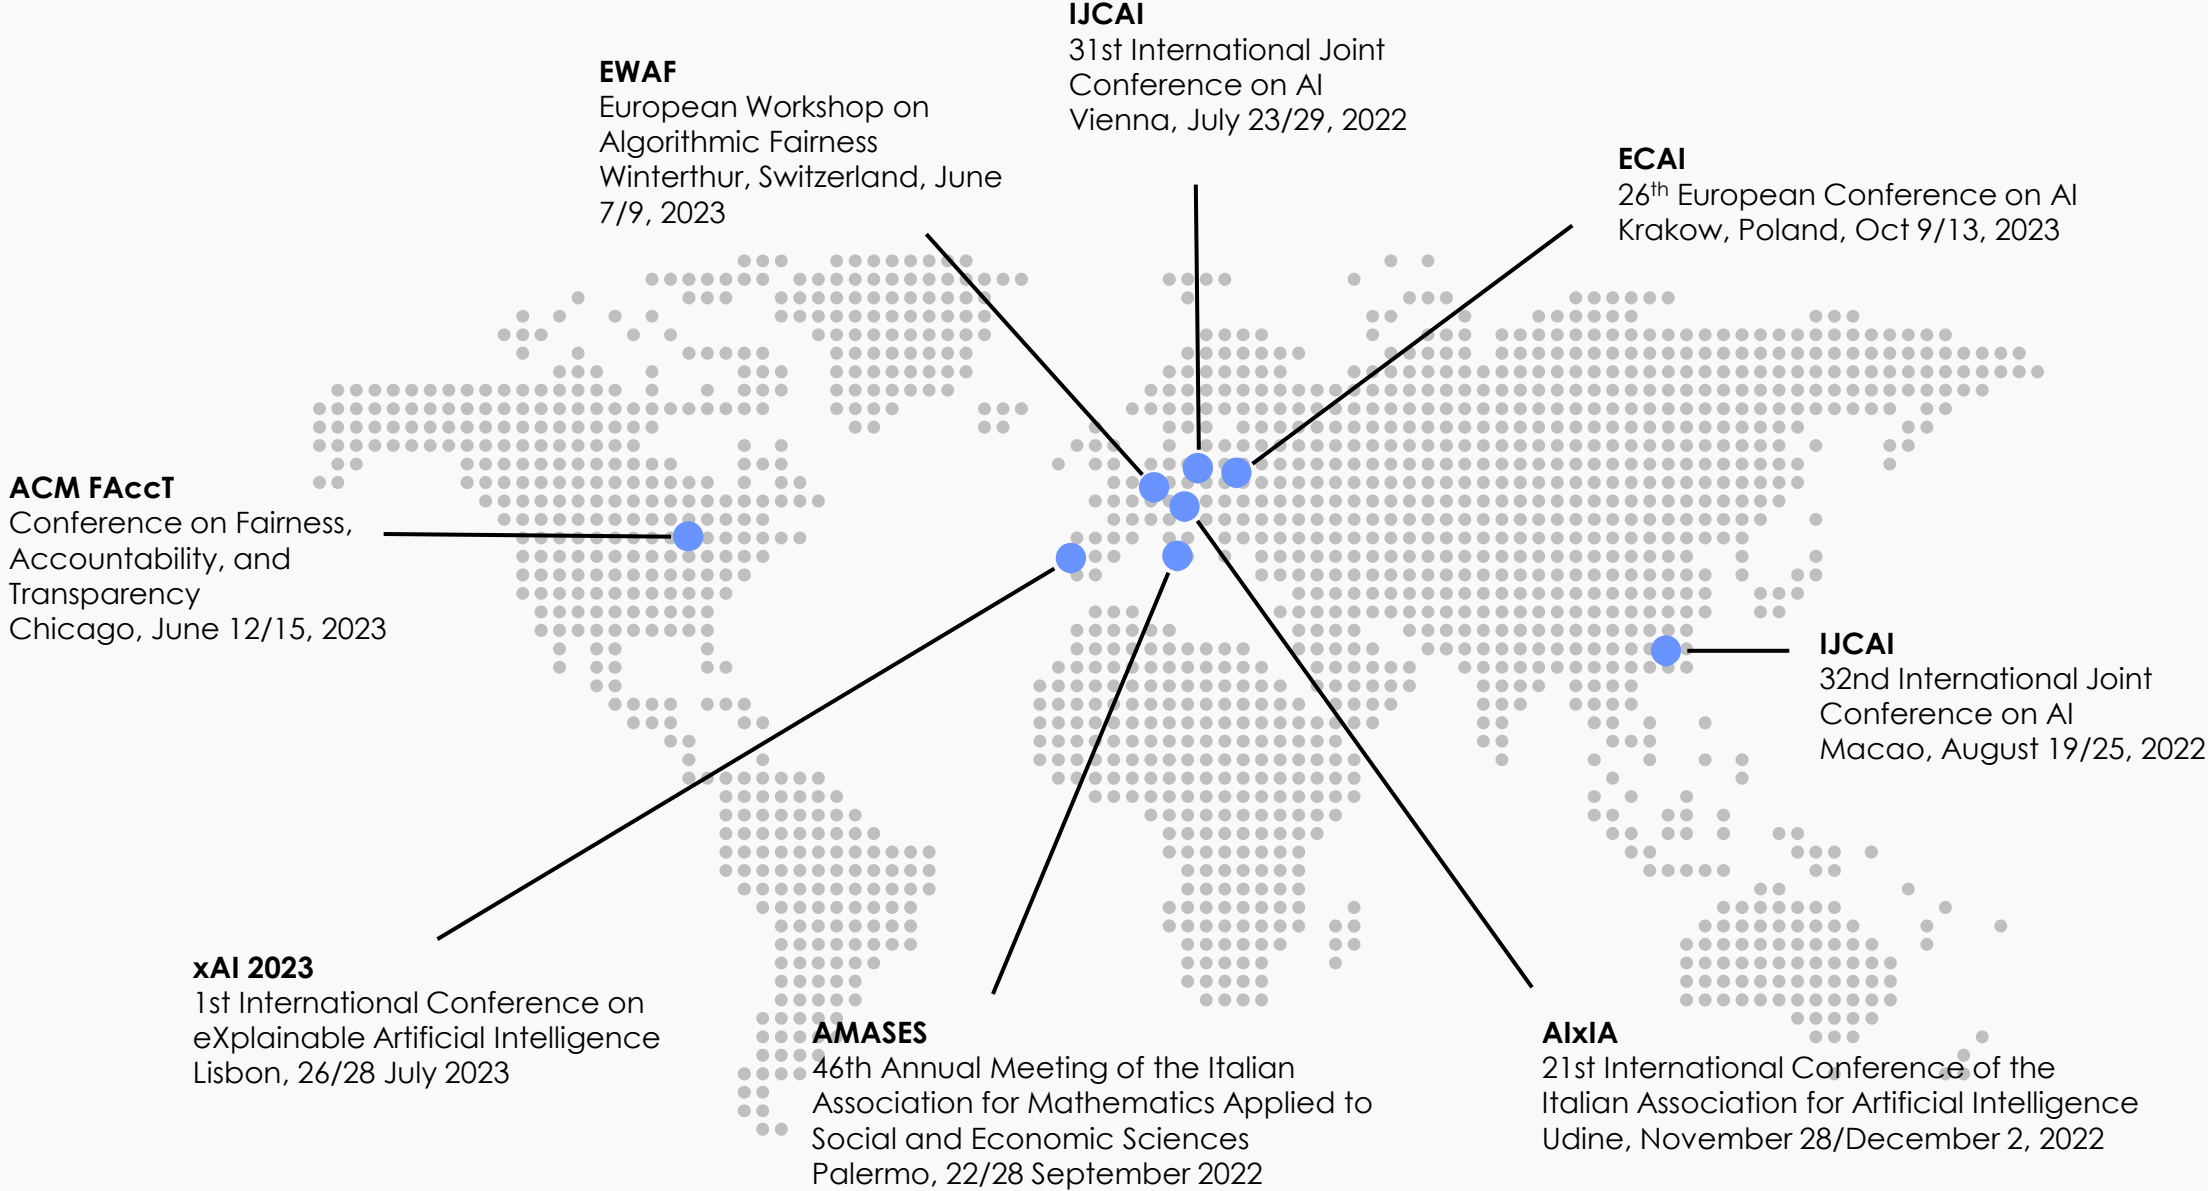 IJCAI
31st International Joint
Conference on AI
Vienna, July 23/29, 2022
EWAF
European Workshop on
Algorithmic Fairness
Winterthur, Switzerland, June
7/9, 2023
ECAI
26th European Conference on AI
Krakow, Poland, Oct 9/13, 2023
ACM FAccT
Conference on Fairness,
Accountability, and
Transparency
Chicago, June 12/15, 2023
IJCAI
32nd International Joint
Conference on AI
Macao, August 19/25, 2022
xAI 2023
1st International Conference on
eXplainable Artificial Intelligence
Lisbon, 26/28 July 2023
AMASES
46th Annual Meeting of the Italian
Association for Mathematics Applied to
Social and Economic Sciences
Palermo, 22/28 September 2022
AIxIA
21st International Conference of the
Italian Association for Artificial Intelligence
Udine, November 28/December 2, 2022